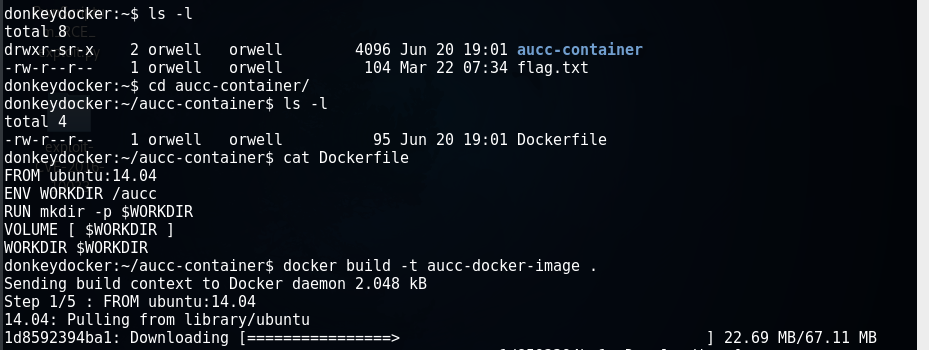 donkeydocker:~$ ls -l
total 8
drwxr-sr-x    2 orwell   orwell        4096 Jun 20 19:01 aucc-container
-rw-r--r--    1 orwell   orwell         104 Mar 22 07:34 flag.txt
donkeydocker:~$ cd aucc-container/
donkeydocker:~/aucc-container$ ls -l
total 4
-rw-r--r--    1 orwell   orwell          95 Jun 20 19:01 Dockerfile
donkeydocker:~/aucc-container$ cat Dockerfile
FROM ubuntu:14.04
ENV WORKDIR /aucc
RUN mkdir -p $WORKDIR
VOLUME [ $WORKDIR ]
WORKDIR $WORKDIR
donkeydocker:~/aucc-container$ docker build -t aucc-docker-image .
Sending build context to Docker daemon 2.048 kB
Step 1/5 : FROM ubuntu:14.04
14.04: Pulling from library/ubuntu
1d8592394ba1: Downloading [================>                                  ] 22.69 MB/67.11 MB